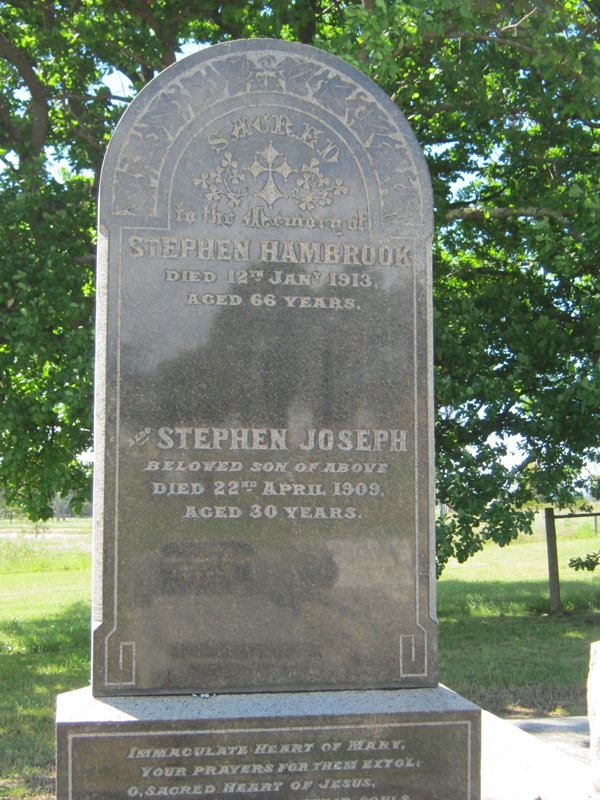 SACRED
to the Memory of
STEPHEN HAMBROOK
DIED 12TH JANY 1913.
AGED 66 YEARS.
ALSO STEPHEN JOSEPH
BELOVED SON OF ABOVE
DIED 22ND APRIL 1909.
AGED 30 YEARS.
IMMACULATE HEART OF MARY,
YOUR PRAYERS FOR THEM EXTOL:
O, SACRED HEART OF JESUS,
SOULS